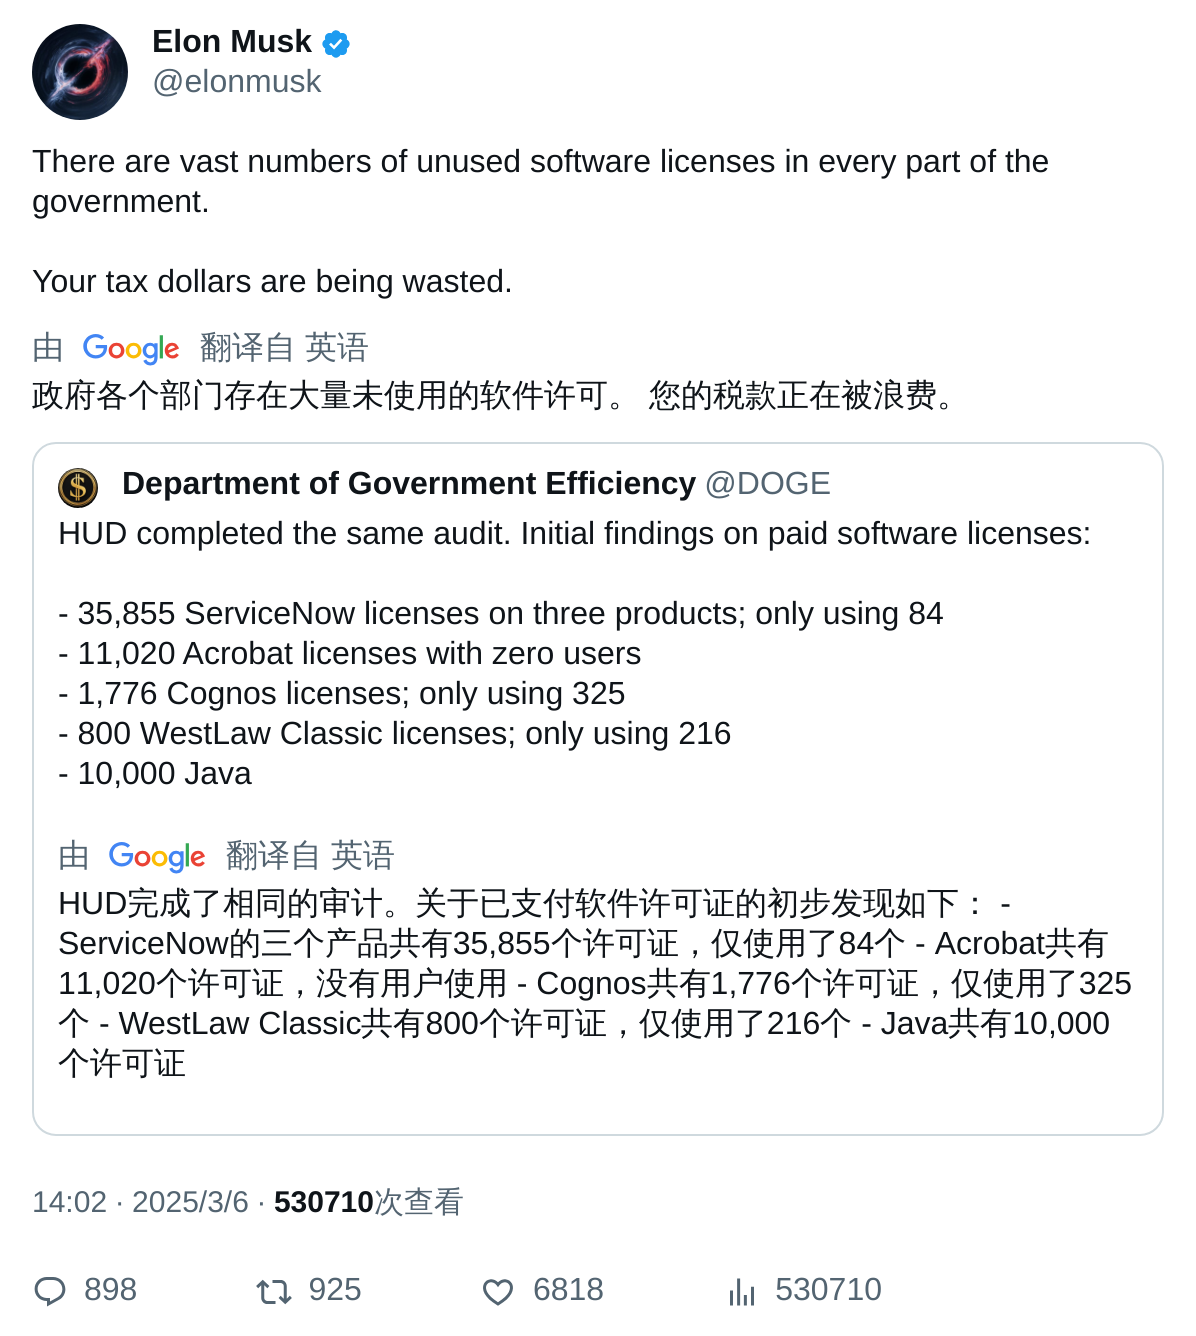 Elon Musk
@elonmusk
There are vast numbers of unused software licenses in every part of the
government.
Your tax dollars are being wasted.
由 Google 翻译自 英语
政府各个部门存在大量未使用的软件许可。 您的税款正在被浪费。
$ Department of Government Efficiency @DOGE
HUD completed the same audit. Initial findings on paid software licenses:
- 35,855 ServiceNow licenses on three products; only using 84
- 11,020 Acrobat licenses with zero users
- 1,776 Cognos licenses; only using 325
- 800 WestLaw Classic licenses; only using 216
- 10,000 Java
由 Google 翻译自 英语
HUD完成了相同的审计。关于已支付软件许可证的初步发现如下： -
ServiceNow的三个产品共有35,855个许可证，仅使用了84个 - Acrobat共有
11,020个许可证，没有用户使用 - Cognos共有1,776个许可证，仅使用了325
个 - WestLaw Classic共有800个许可证，仅使用了216个 - Java共有10,000
个许可证
14:02 · 2025/3/6 · 530710次查看
898 925 6818 530710